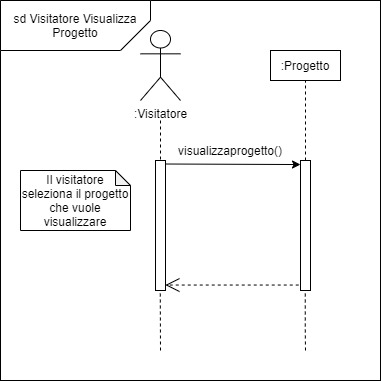 sd Visitatore Visualizza
Progetto
:Progetto
:Visitatore
visualizzaprogetto()
Il visitatore
seleziona il progetto
che vuole
visualizzare